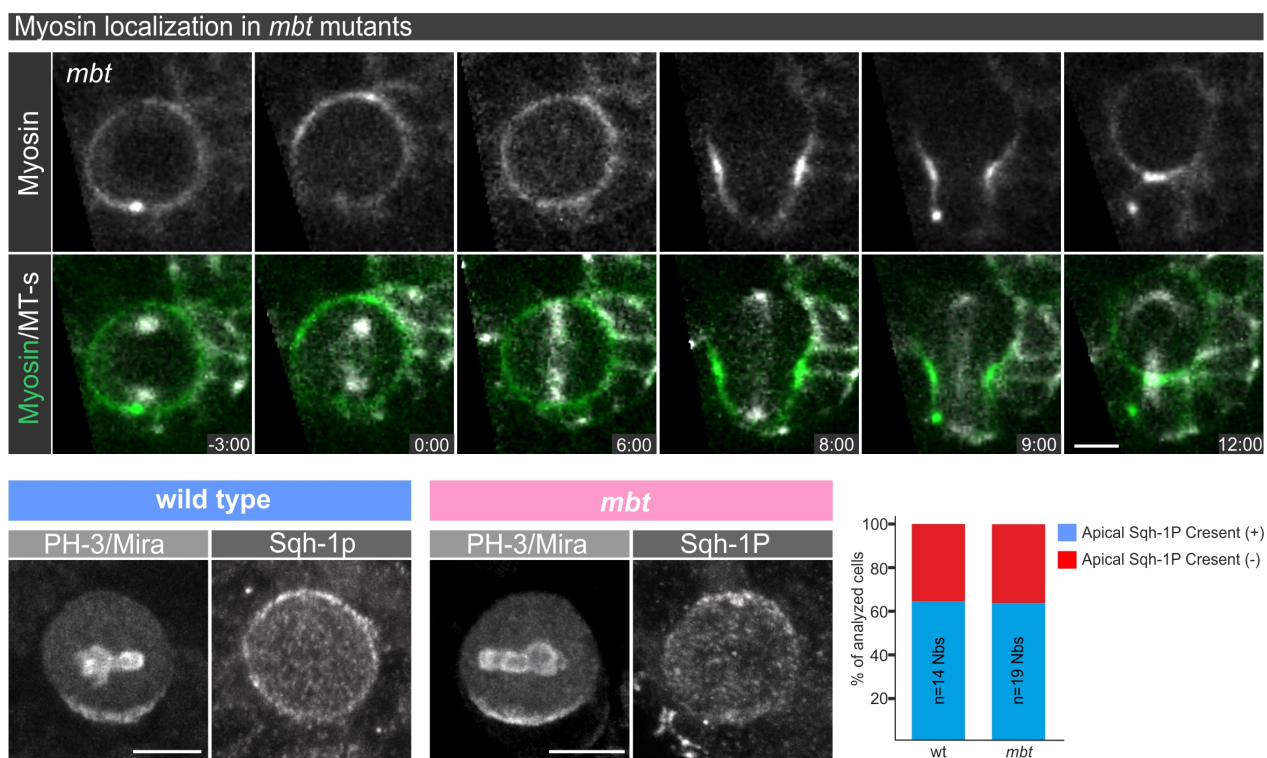 Myosin localization in mbt mutants
Myosin
mbt
Myosin/MT-s
-3:00
0:00
6:00
8:00
9:00
12:00
wild type
mbt
PH-3/Mira
Sqh-1p
PH-3/Mira
Sqh-1P
% of analyzed cells
100
80
60
40
20
n=14 Nbs
n=19 Nbs
wt
mbt
Apical Sqh-1P Cresent (+)
Apical Sqh-1P Cresent (-)